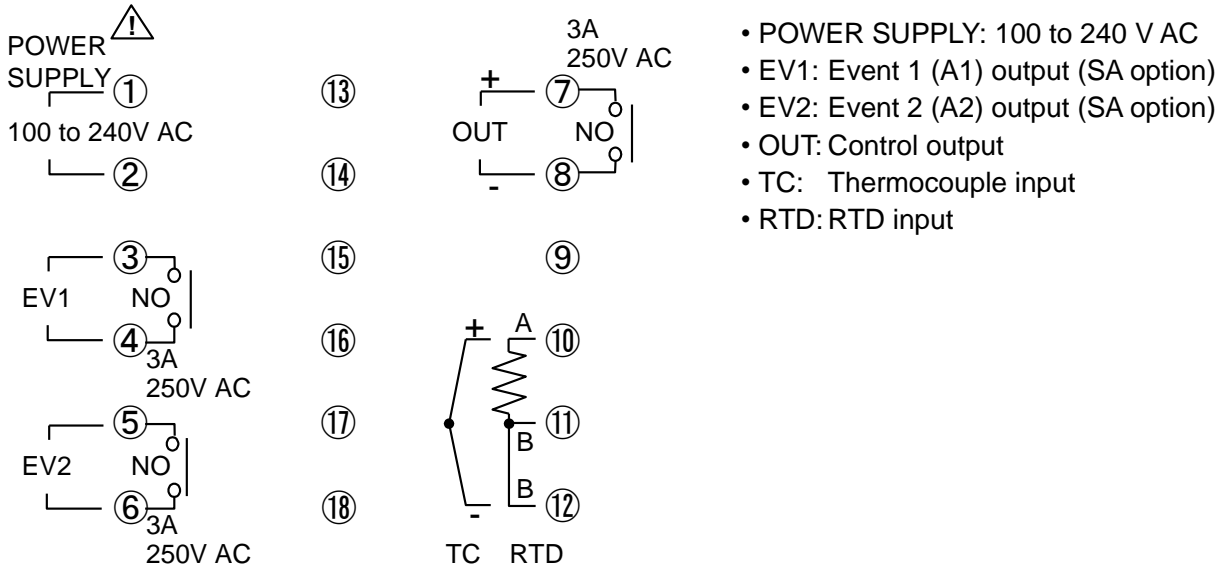 POWER
SUPPLY
①
100 to 240V AC
②
③
EV1 NO
④
3A
250V AC
⑤
EV2 NO
⑥
3A
250V AC
⑬
⑭
⑮
⑯
⑰
⑱
3A
250V AC
+ ⑦
OUT NO
- ⑧
⑨
+ A ⑩
B ⑪
- B ⑫
TC RTD
• POWER SUPPLY: 100 to 240 V AC
• EV1: Event 1 (A1) output (SA option)
• EV2: Event 2 (A2) output (SA option)
• OUT: Control output
• TC: Thermocouple input
• RTD: RTD input